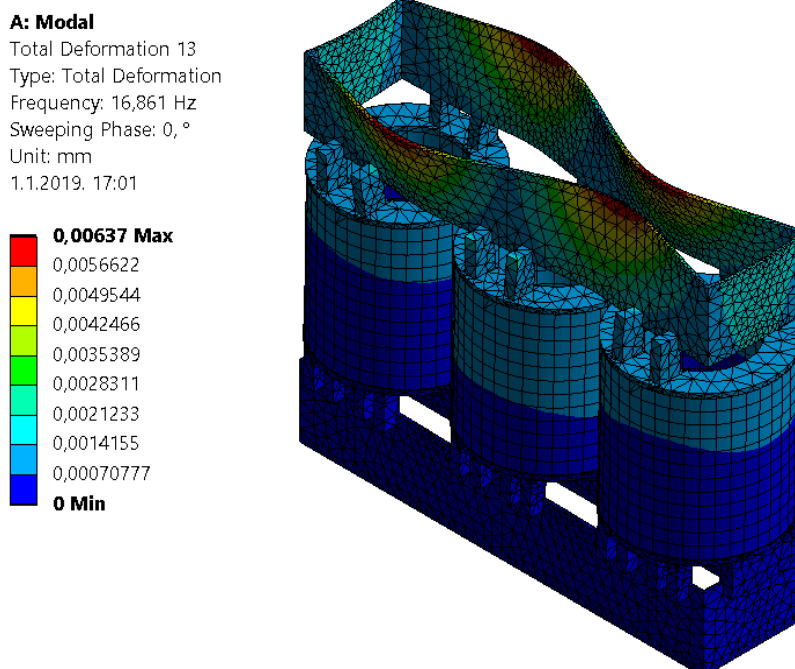 A: Modal
Total Deformation 13
Type: Total Deformation
Frequency: 16,861 Hz
Sweeping Phase: 0, °
Unit: mm
1.1.2019. 17:01
0,00637 Max
0,0056622
0,0049544
0,0042466
0,0035389
0,0028311
0,0021233
0,0014155
0,00070777
0 Min